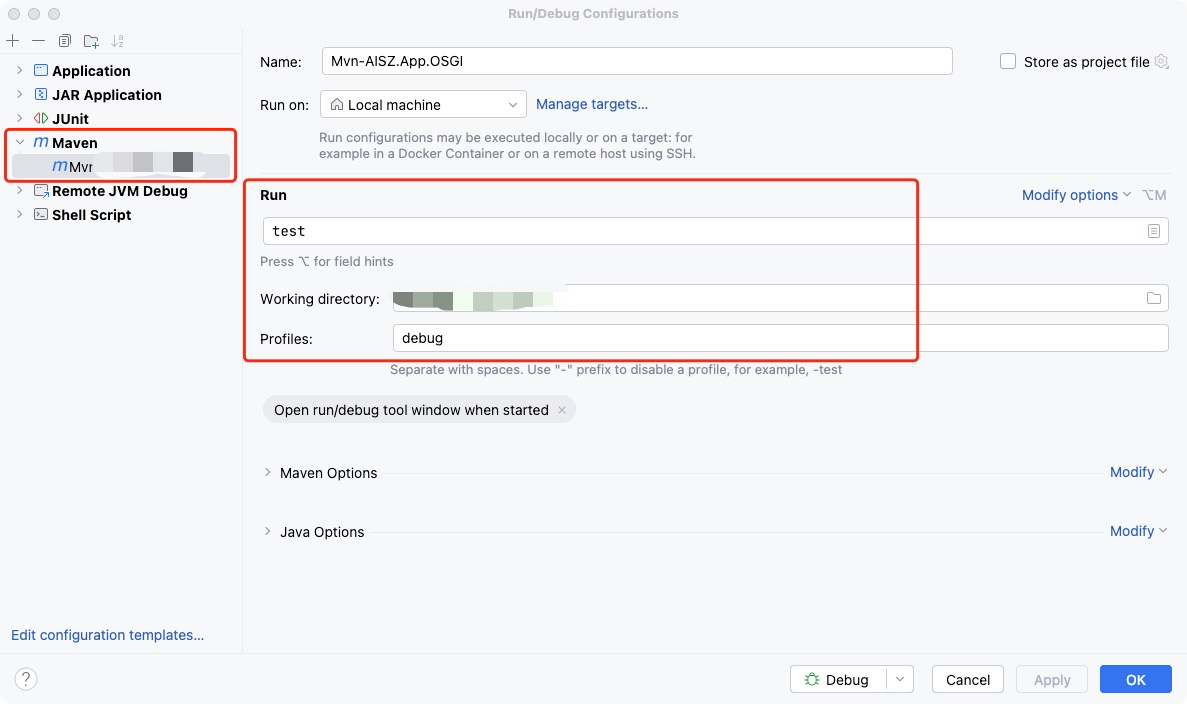 Run/Debug Configurations
Application
JAR Application
JUnit
Maven
Remote JVM Debug
Shell Script
Edit configuration templates...
Name: Mvn-AISZ.App.OSGI
Store as project file
Run on: Local machine
Manage targets...
Run configurations may be executed locally or on a target: for
example in a Docker Container or on a remote host using SSH.
Run
Modify options ⌥M
test
Press ⌥ for field hints
Working directory:
Profiles: debug
Separate with spaces. Use "-" prefix to disable a profile, for example, -test
Open run/debug tool window when started ×
Maven Options
Modify
Java Options
Modify
?
Debug
Cancel
Apply
OK